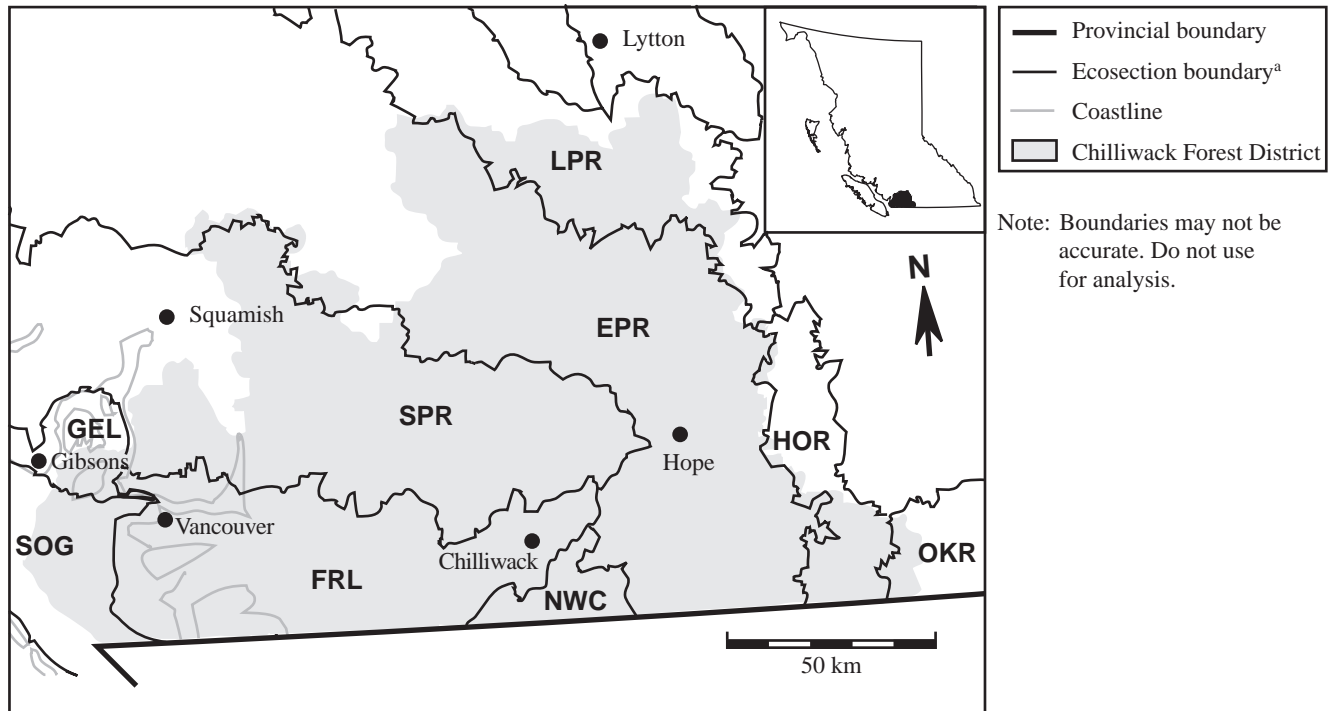 Lytton
LPR
Squamish
EPR
SPR
GEL
Gibsons
Hope
HOR
Vancouver
SOG
Chilliwack
OKR
FRL
NWC
50 km
Provincial boundary
Ecosection boundaryᵃ
Coastline
Chilliwack Forest District
Note: Boundaries may not be
accurate. Do not use
for analysis.
N